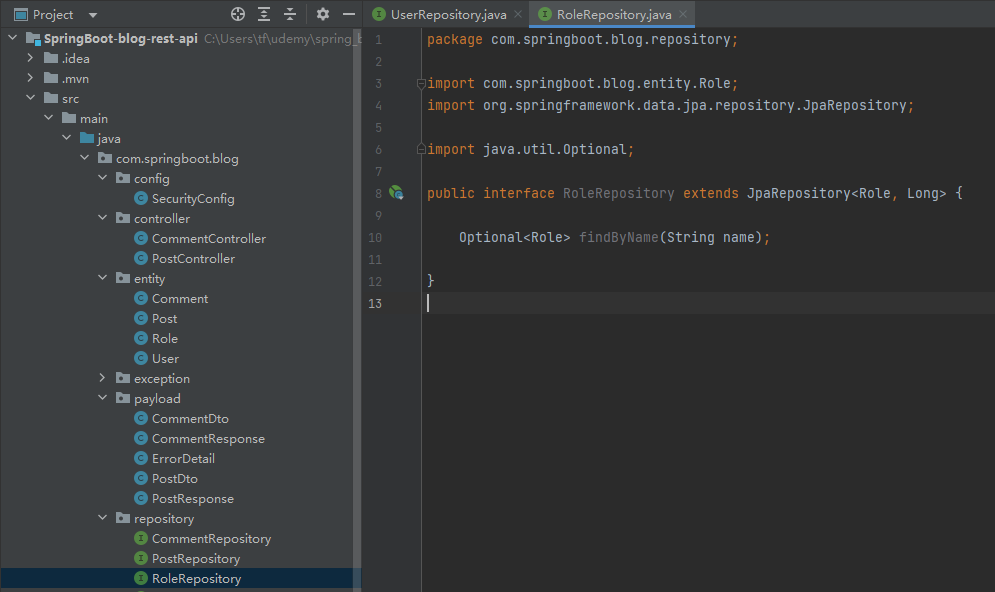 Project
SpringBoot-blog-rest-api C:\Users\tf\udemy\spring_b
.idea
.mvn
src
main
java
com.springboot.blog
config
SecurityConfig
controller
CommentController
PostController
entity
Comment
Post
Role
User
exception
payload
CommentDto
CommentResponse
ErrorDetail
PostDto
PostResponse
repository
CommentRepository
PostRepository
RoleRepository
UserRepository.java RoleRepository.java
1 package com.springboot.blog.repository;
2
3 import com.springboot.blog.entity.Role;
4 import org.springframework.data.jpa.repository.JpaRepository;
5
6 import java.util.Optional;
7
8 public interface RoleRepository extends JpaRepository<Role, Long> {
9
10 Optional<Role> findByName(String name);
11
12 }
13